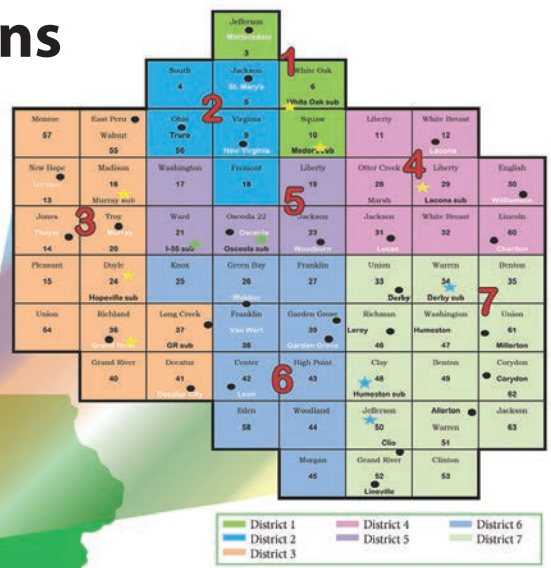 ns
Jefferson
Martensdale
3
1
South
4
Jackson
St. Mary's
5
White Oak
6
White Oak sub
2
Monroe
57
East Peru
Walnut
55
Ohio
Truro
56
Virginia
9
New Virginia
Squaw
10
Medora sub
Liberty
11
White Breast
12
Lacona
New Hope
Lorimor
13
Madison
16
Murray sub
Washington
17
Fremont
18
Liberty
19
Otter Creek
28
Marsh
4
Liberty
29
Lacona sub
English
30
Williamson
5
Jones
Thayer
14
3
Troy
20
Ward
21
I-35 sub
Osceola 22
Osceola
Osceola sub
Jackson
23
Woodburn
Jackson
31
Lucas
White Breast
32
Lincoln
60
Chariton
Pleasant
15
Doyle
24
Hopeville sub
Knox
25
Green Bay
26
Weldon
Franklin
27
Union
33
Derby
Warren
34
Derby sub
Benton
35
7
Union
54
Richland
36
Grand River
Long Creek
37
GR sub
Franklin
Van Wert
38
Garden Grove
39
Garden Grove
Richman
Leroy
46
Washington
Humeston
47
Union
61
Millerton
Grand River
40
Decatur
41
Decatur City
Center
42
Leon
6
High Point
43
Clay
48
Humeston sub
Benton
49
Corydon
Corydon
62
Eden
58
Woodland
44
Jefferson
50
Clio
Allerton
Warren
51
Jackson
63
Morgan
45
Grand River
52
Lineville
Clinton
53
District 1
District 4
District 6
District 2
District 5
District 7
District 3